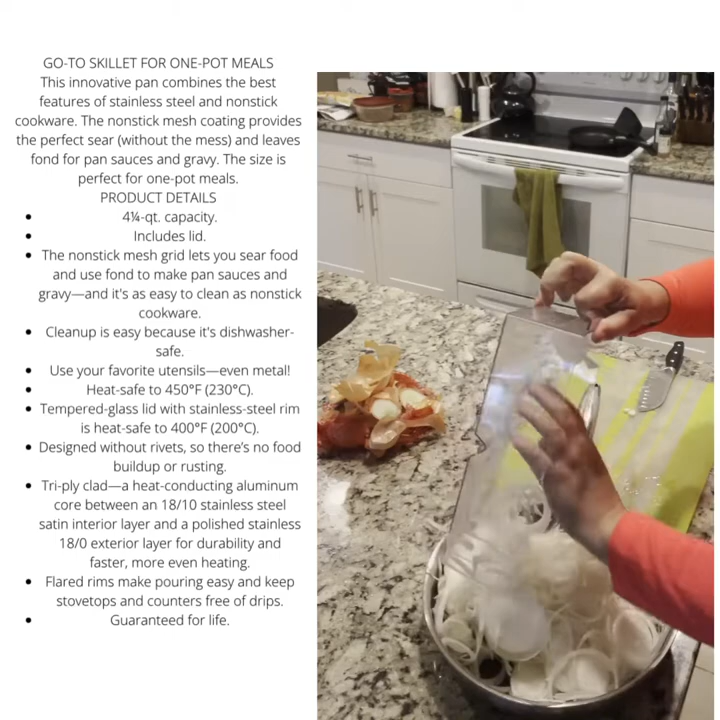 GO-TO SKILLET FOR ONE-POT MEALS
This innovative pan combines the best
features of stainless steel and nonstick
cookware. The nonstick mesh coating provides
the perfect sear (without the mess) and leaves
fond for pan sauces and gravy. The size is
perfect for one-pot meals.
PRODUCT DETAILS
• 4¼-qt. capacity.
• Includes lid.
• The nonstick mesh grid lets you sear food
and use fond to make pan sauces and
gravy—and it's as easy to clean as nonstick
cookware.
• Cleanup is easy because it's dishwasher-
safe.
• Use your favorite utensils—even metal!
• Heat-safe to 450°F (230°C).
• Tempered-glass lid with stainless-steel rim
is heat-safe to 400°F (200°C).
• Designed without rivets, so there's no food
buildup or rusting.
• Tri-ply clad—a heat-conducting aluminum
core between an 18/10 stainless steel
satin interior layer and a polished stainless
18/0 exterior layer for durability and
faster, more even heating.
• Flared rims make pouring easy and keep
stovetops and counters free of drips.
• Guaranteed for life.